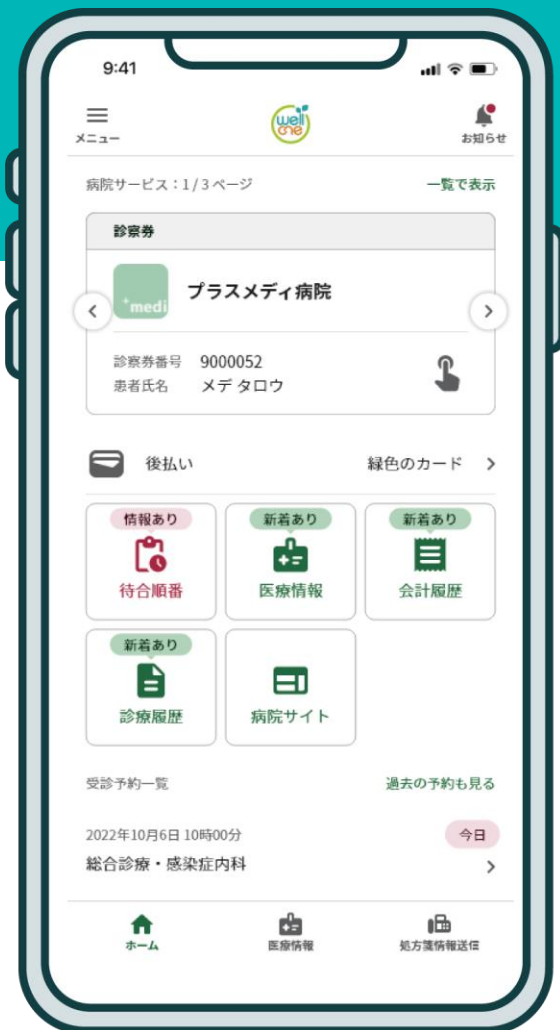 9:41
メニュー
well
one
お知らせ
病院サービス：1 / 3 ページ
一覧で表示
診察券
+medi
プラスメディ病院
診察券番号 9000052
患者氏名 メデ タロウ
後払い
緑色のカード
情報あり
新着あり
新着あり
待合順番
医療情報
会計履歴
新着あり
診療履歴
病院サイト
受診予約一覧
過去の予約も見る
2022年10月6日 10時00分
今日
総合診療・感染症内科
ホーム
医療情報
処方箋情報送信